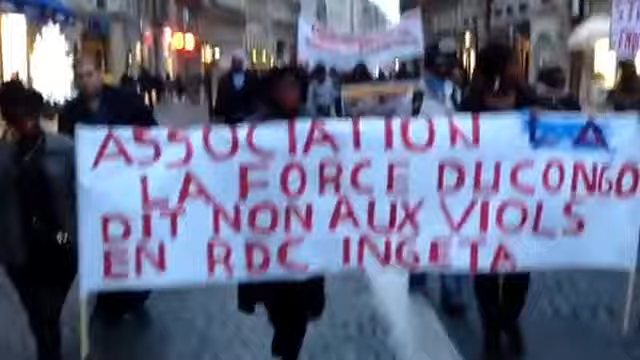 ASSOCIATION
LA FORCE DU CONGO
DIT NON AUX VIOLS
EN RDC INGETA